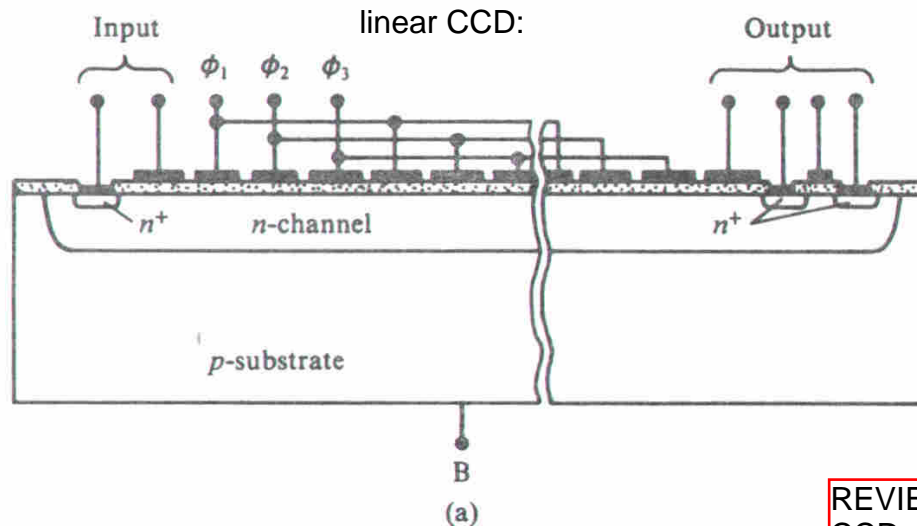 linear CCD:
Input
Output
ϕ₁ ϕ₂ ϕ₃
n⁺
n-channel
n⁺
p-substrate
B
(a)